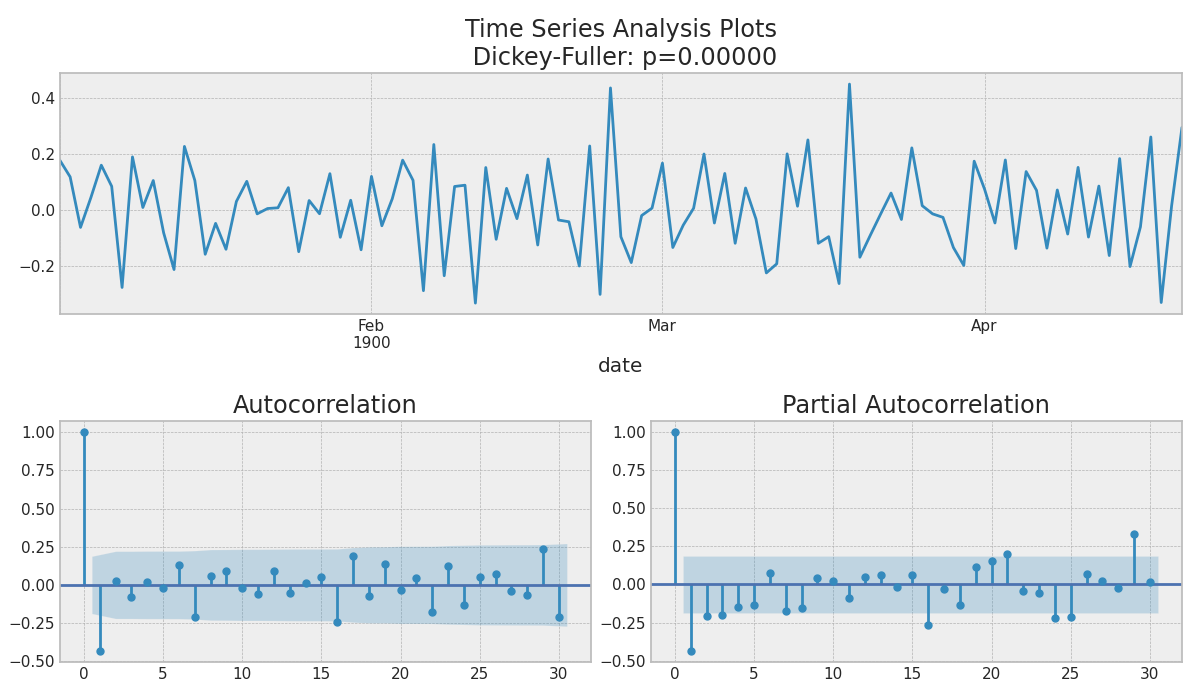 Time Series Analysis Plots
Dickey-Fuller: p=0.00000
0.4
0.2
0.0
−0.2
Feb
1900
Mar
Apr
date
Autocorrelation
1.00
0.75
0.50
0.25
0.00
−0.25
−0.50
0 5 10 15 20 25 30
Partial Autocorrelation
1.00
0.75
0.50
0.25
0.00
−0.25
−0.50
0 5 10 15 20 25 30